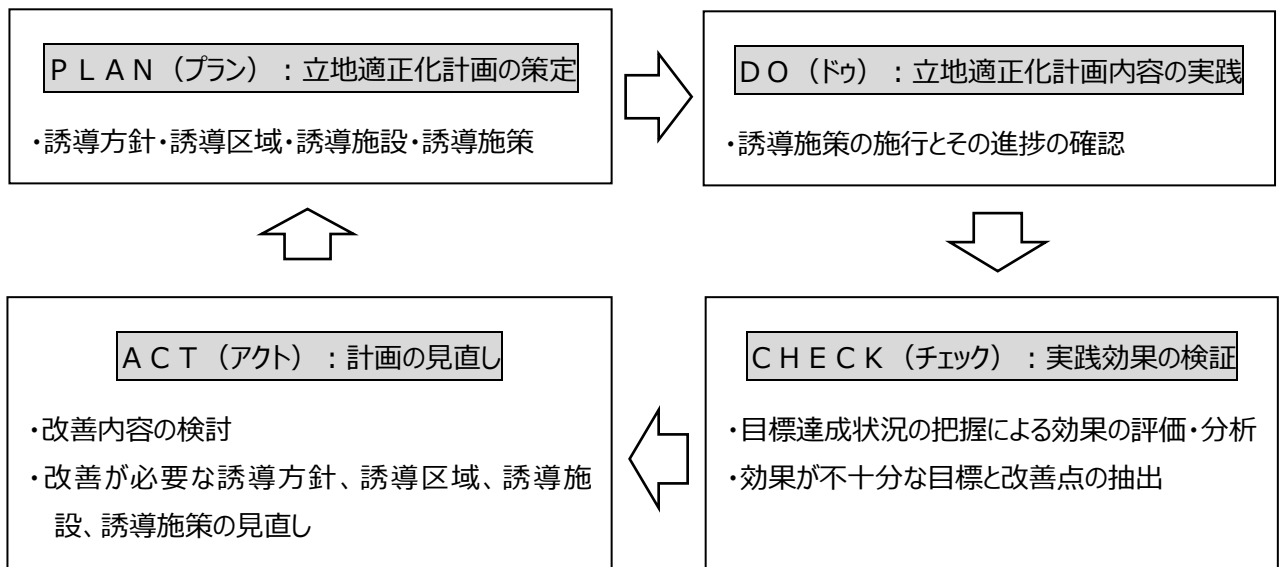 PLAN（プラン）：立地適正化計画の策定
・誘導方針・誘導区域・誘導施設・誘導施策
DO（ドゥ）：立地適正化計画内容の実践
・誘導施策の施行とその進捗の確認
ACT（アクト）：計画の見直し
・改善内容の検討
・改善が必要な誘導方針、誘導区域、誘導施
設、誘導施策の見直し
CHECK（チェック）：実践効果の検証
・目標達成状況の把握による効果の評価・分析
・効果が不十分な目標と改善点の抽出